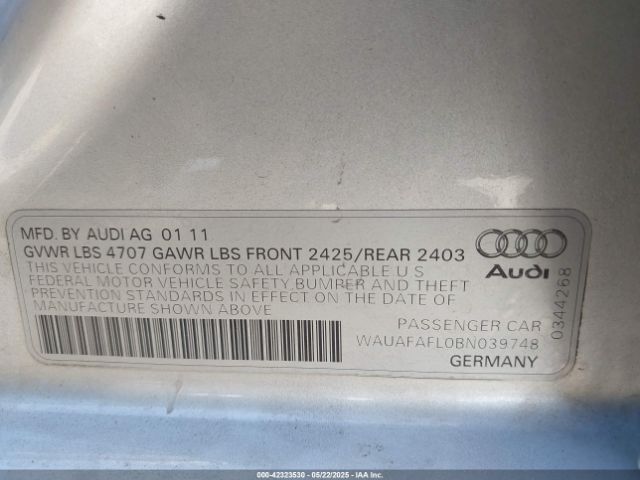 MFD. BY AUDI AG 01 11
GVWR LBS 4707 GAWR LBS FRONT 2425/REAR 2403
THIS VEHICLE CONFORMS TO ALL APPLICABLE U S
FEDERAL MOTOR VEHICLE SAFETY, BUMPER AND THEFT
PREVENTION STANDARDS IN EFFECT ON THE DATE OF
MANUFACTURE SHOWN ABOVE
PASSENGER CAR
WAUAFAFL0BN039748
GERMANY
Audi
0344268
000-42323530 - 05/22/2025 - IAA Inc.